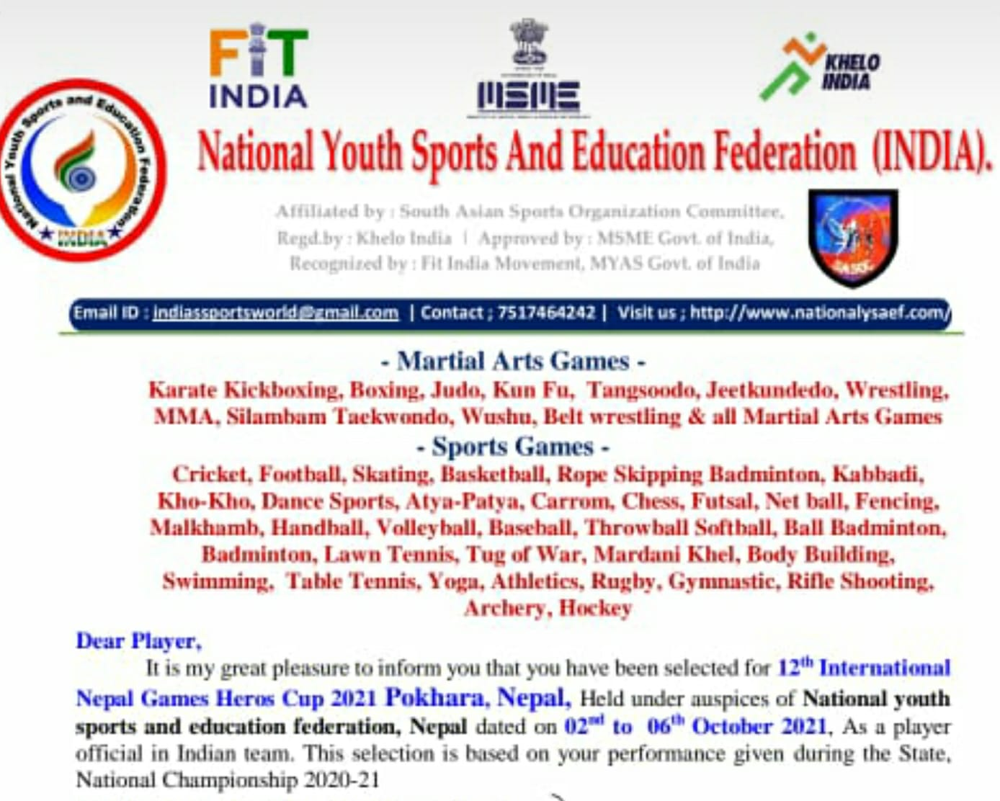 FiT
INDIA
MSME
KHELO
INDIA
National Youth Sports and Education Federation.
INDIA
National Youth Sports And Education Federation (INDIA).
Affiliated by : South Asian Sports Organization Committee,
Regd.by : Khelo India | Approved by : MSME Govt. of India,
Recognized by : Fit India Movement, MYAS Govt. of India
SASOC
Email ID : indiassportsworld@gmail.com | Contact ; 7517464242 | Visit us ; http://www.nationalysaef.com/
- Martial Arts Games -
Karate Kickboxing, Boxing, Judo, Kun Fu, Tangsoodo, Jeetkundedo, Wrestling,
MMA, Silambam Taekwondo, Wushu, Belt wrestling & all Martial Arts Games
- Sports Games -
Cricket, Football, Skating, Basketball, Rope Skipping Badminton, Kabbadi,
Kho-Kho, Dance Sports, Atya-Patya, Carrom, Chess, Futsal, Net ball, Fencing,
Malkhamb, Handball, Volleyball, Baseball, Throwball Softball, Ball Badminton,
Badminton, Lawn Tennis, Tug of War, Mardani Khel, Body Building,
Swimming, Table Tennis, Yoga, Athletics, Rugby, Gymnastic, Rifle Shooting,
Archery, Hockey
Dear Player,
It is my great pleasure to inform you that you have been selected for 12th International
Nepal Games Heros Cup 2021 Pokhara, Nepal, Held under auspices of National youth
sports and education federation, Nepal dated on 02nd to 06th October 2021, As a player
official in Indian team. This selection is based on your performance given during the State,
National Championship 2020-21